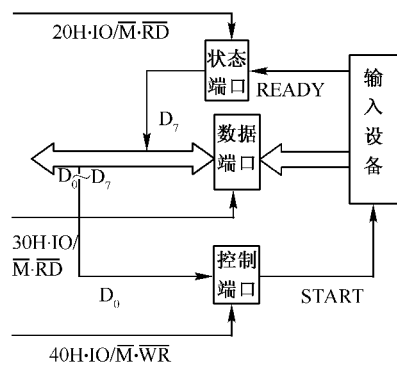 20H·IO/M̅·R̅D̅
状态
端口
READY
D₇
输入设备
数据
端口
D₀~D₇
30H·IO/
M̅·R̅D̅
控制
端口
D₀
START
40H·IO/M̅·W̅R̅